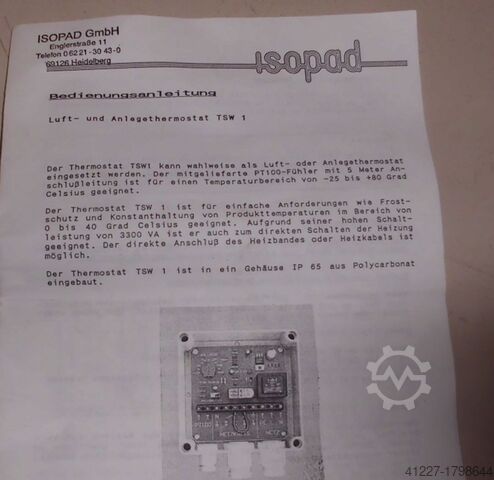 ISOPAD GmbH
Englerstraße 11
Telefon 06221-3043-0
69126 Heidelberg
isopad
Bedienungsanleitung
Luft- und Anlegethermostat TSW 1
Der Thermostat TSW1 kann wahlweise als Luft- oder Anlegethermostat
eingesetzt werden. Der mitgelieferte PT100-Fühler mit 5 Meter An-
schlußleitung ist für einen Temperaturbereich von -25 bis +80 Grad
Celsius geeignet.
Der Thermostat TSW 1 ist für einfache Anforderungen wie Frost-
schutz und Konstanthaltung von Produkttemperaturen im Bereich von
0 bis 40 Grad Celsius geeignet. Aufgrund seiner hohen Schalt-
leistung von 3300 VA ist er auch zum direkten Schalten der Heizung
geeignet. Der direkte Anschluß des Heizbandes oder Heizkabels ist
möglich.
Der Thermostat TSW 1 ist in ein Gehäuse IP 65 aus Polycarbonat
eingebaut.
PT100
NETZ
41227-1798644